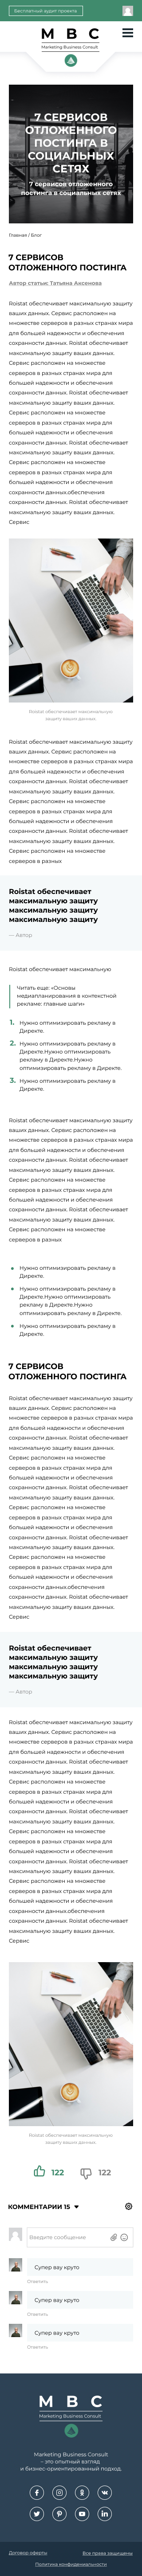 Бесплатный аудит проекта
M B C
Marketing Business Consult
7 СЕРВИСОВ
ОТЛОЖЕННОГО
ПОСТИНГА В
СОЦИАЛЬНЫХ
СЕТЯХ
7 сервисов отложенного
постинга в социальных сетях
Главная / Блог
7 СЕРВИСОВ
ОТЛОЖЕННОГО ПОСТИНГА
Автор статьи: Татьяна Аксенова
Roistat обеспечивает максимальную защиту
ваших данных. Сервис расположен на
множестве серверов в разных странах мира
для большой надежности и обеспечения
сохранности данных. Roistat обеспечивает
максимальную защиту ваших данных.
Сервис расположен на множестве
серверов в разных странах мира для
большой надежности и обеспечения
сохранности данных. Roistat обеспечивает
максимальную защиту ваших данных.
Сервис расположен на множестве
серверов в разных странах мира для
большой надежности и обеспечения
сохранности данных. Roistat обеспечивает
максимальную защиту ваших данных.
Сервис расположен на множестве
серверов в разных странах мира для
большой надежности и обеспечения
сохранности данных.обеспечения
сохранности данных. Roistat обеспечивает
максимальную защиту ваших данных.
Сервис
Roistat обеспечивает максимальную
защиту ваших данных.
Roistat обеспечивает максимальную защиту
ваших данных. Сервис расположен на
множестве серверов в разных странах мира
для большой надежности и обеспечения
сохранности данных. Roistat обеспечивает
максимальную защиту ваших данных.
Сервис расположен на множестве
серверов в разных странах мира для
большой надежности и обеспечения
сохранности данных. Roistat обеспечивает
максимальную защиту ваших данных.
Сервис расположен на множестве
серверов в разных
Roistat обеспечивает
максимальную защиту
максимальную защиту
максимальную защиту
— Автор
Roistat обеспечивает максимальную
Читать еще: «Основы
медиапланирования в контекстной
рекламе: главные шаги»
1. Нужно оптимизировать рекламу в
Директе.
2. Нужно оптимизировать рекламу в
Директе.Нужно оптимизировать
рекламу в Директе.Нужно
оптимизировать рекламу в Директе.
3. Нужно оптимизировать рекламу в
Директе.
Roistat обеспечивает максимальную защиту
ваших данных. Сервис расположен на
множестве серверов в разных странах мира
для большой надежности и обеспечения
сохранности данных. Roistat обеспечивает
максимальную защиту ваших данных.
Сервис расположен на множестве
серверов в разных странах мира для
большой надежности и обеспечения
сохранности данных. Roistat обеспечивает
максимальную защиту ваших данных.
Сервис расположен на множестве
серверов в разных
• Нужно оптимизировать рекламу в
Директе.
• Нужно оптимизировать рекламу в
Директе.Нужно оптимизировать
рекламу в Директе.Нужно
оптимизировать рекламу в Директе.
• Нужно оптимизировать рекламу в
Директе.
7 СЕРВИСОВ
ОТЛОЖЕННОГО ПОСТИНГА
Roistat обеспечивает максимальную защиту
ваших данных. Сервис расположен на
множестве серверов в разных странах мира
для большой надежности и обеспечения
сохранности данных. Roistat обеспечивает
максимальную защиту ваших данных.
Сервис расположен на множестве
серверов в разных странах мира для
большой надежности и обеспечения
сохранности данных. Roistat обеспечивает
максимальную защиту ваших данных.
Сервис расположен на множестве
серверов в разных странах мира для
большой надежности и обеспечения
сохранности данных. Roistat обеспечивает
максимальную защиту ваших данных.
Сервис расположен на множестве
серверов в разных странах мира для
большой надежности и обеспечения
сохранности данных.обеспечения
сохранности данных. Roistat обеспечивает
максимальную защиту ваших данных.
Сервис
Roistat обеспечивает
максимальную защиту
максимальную защиту
максимальную защиту
— Автор
Roistat обеспечивает максимальную защиту
ваших данных. Сервис расположен на
множестве серверов в разных странах мира
для большой надежности и обеспечения
сохранности данных. Roistat обеспечивает
максимальную защиту ваших данных.
Сервис расположен на множестве
серверов в разных странах мира для
большой надежности и обеспечения
сохранности данных. Roistat обеспечивает
максимальную защиту ваших данных.
Сервис расположен на множестве
серверов в разных странах мира для
большой надежности и обеспечения
сохранности данных. Roistat обеспечивает
максимальную защиту ваших данных.
Сервис расположен на множестве
серверов в разных странах мира для
большой надежности и обеспечения
сохранности данных.обеспечения
сохранности данных. Roistat обеспечивает
максимальную защиту ваших данных.
Сервис
Roistat обеспечивает максимальную
защиту ваших данных.
122 122
КОММЕНТАРИИ 15
Введите сообщение
Супер вау круто
Ответить
Супер вау круто
Ответить
Супер вау круто
Ответить
M B C
Marketing Business Consult
Marketing Business Consult
– это опытный взгляд
и бизнес-ориентированный подход.
Договор оферты Все права защищены
Политика конфиденциальности